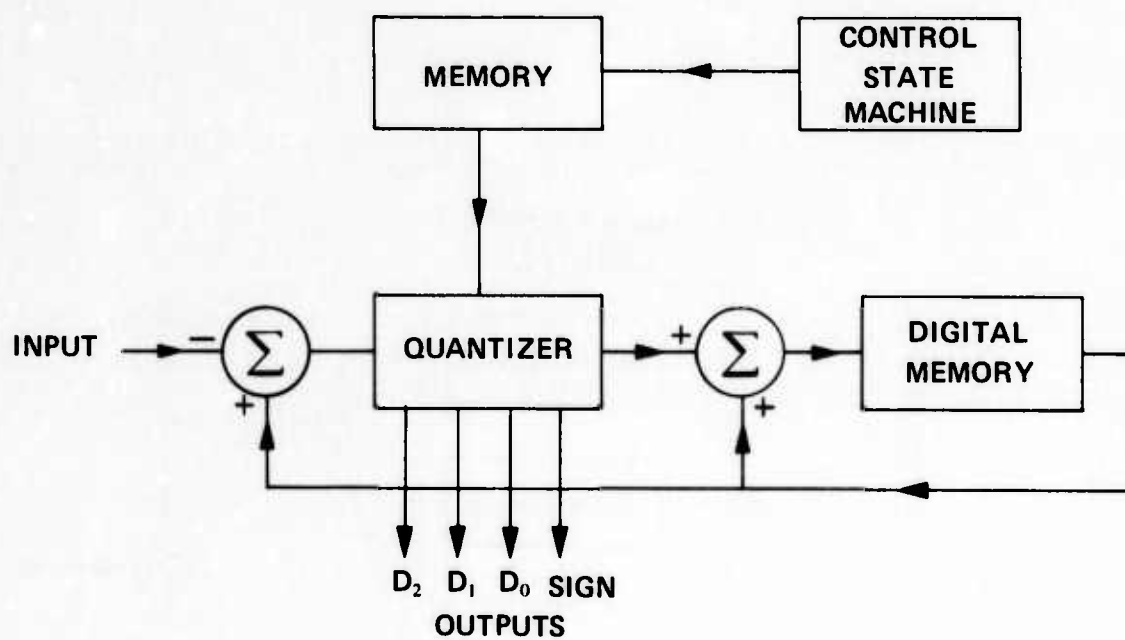 CONTROL
STATE
MACHINE
MEMORY
INPUT
−
Σ
+
QUANTIZER
+
Σ
+
DIGITAL
MEMORY
D₂ D₁ D₀ SIGN
OUTPUTS